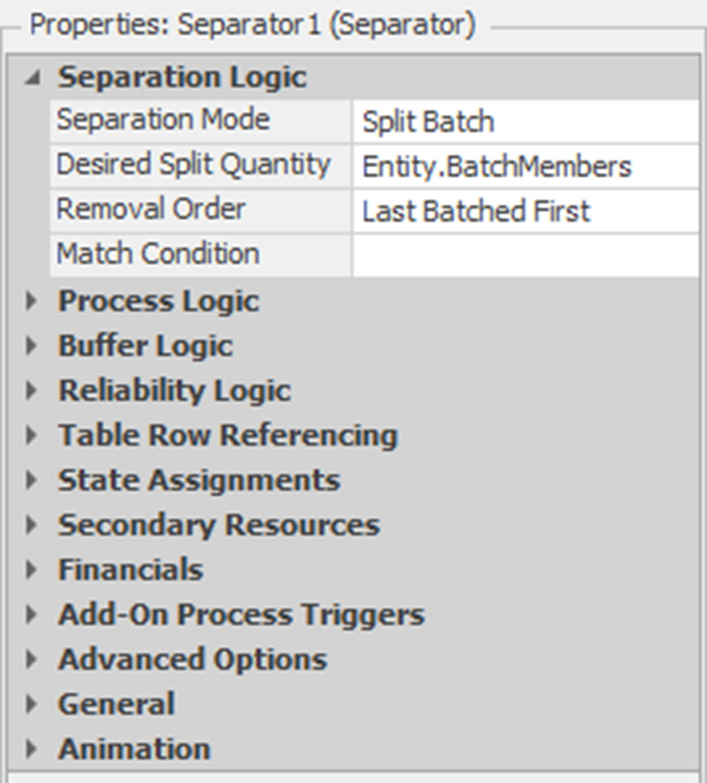 Properties: Separator1 (Separator)
Separation Logic
Separation Mode Split Batch
Desired Split Quantity Entity.BatchMembers
Removal Order Last Batched First
Match Condition
Process Logic
Buffer Logic
Reliability Logic
Table Row Referencing
State Assignments
Secondary Resources
Financials
Add-On Process Triggers
Advanced Options
General
Animation